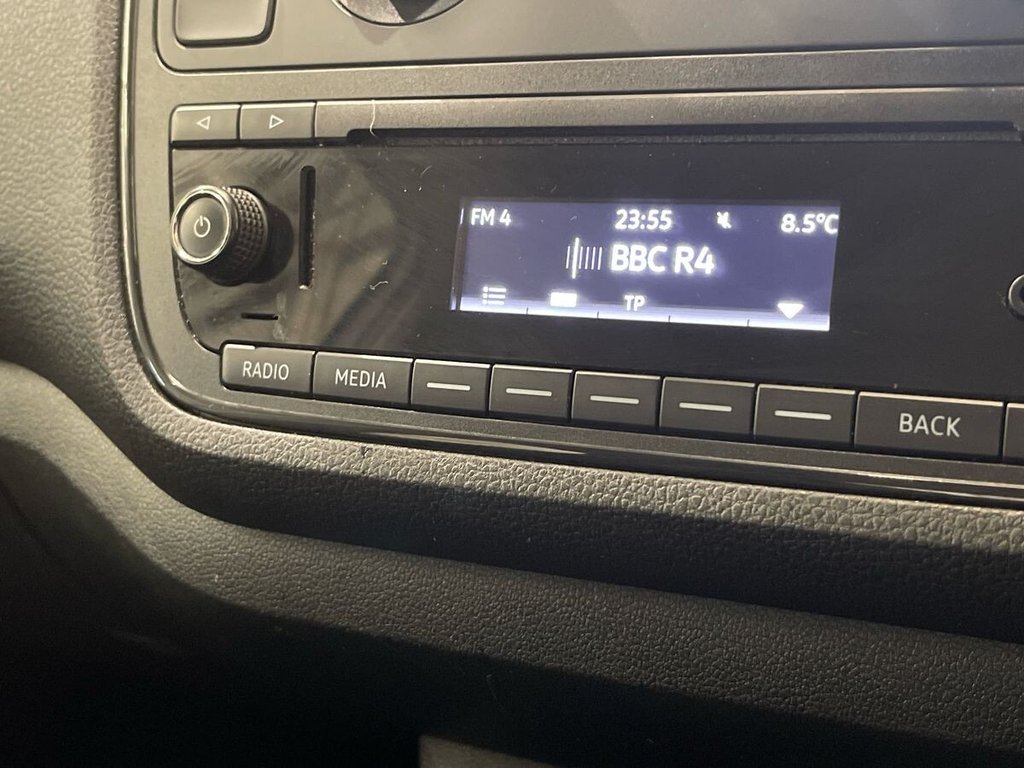 FM 4 23:55 8.5°C
BBC R4
TP
RADIO MEDIA BACK